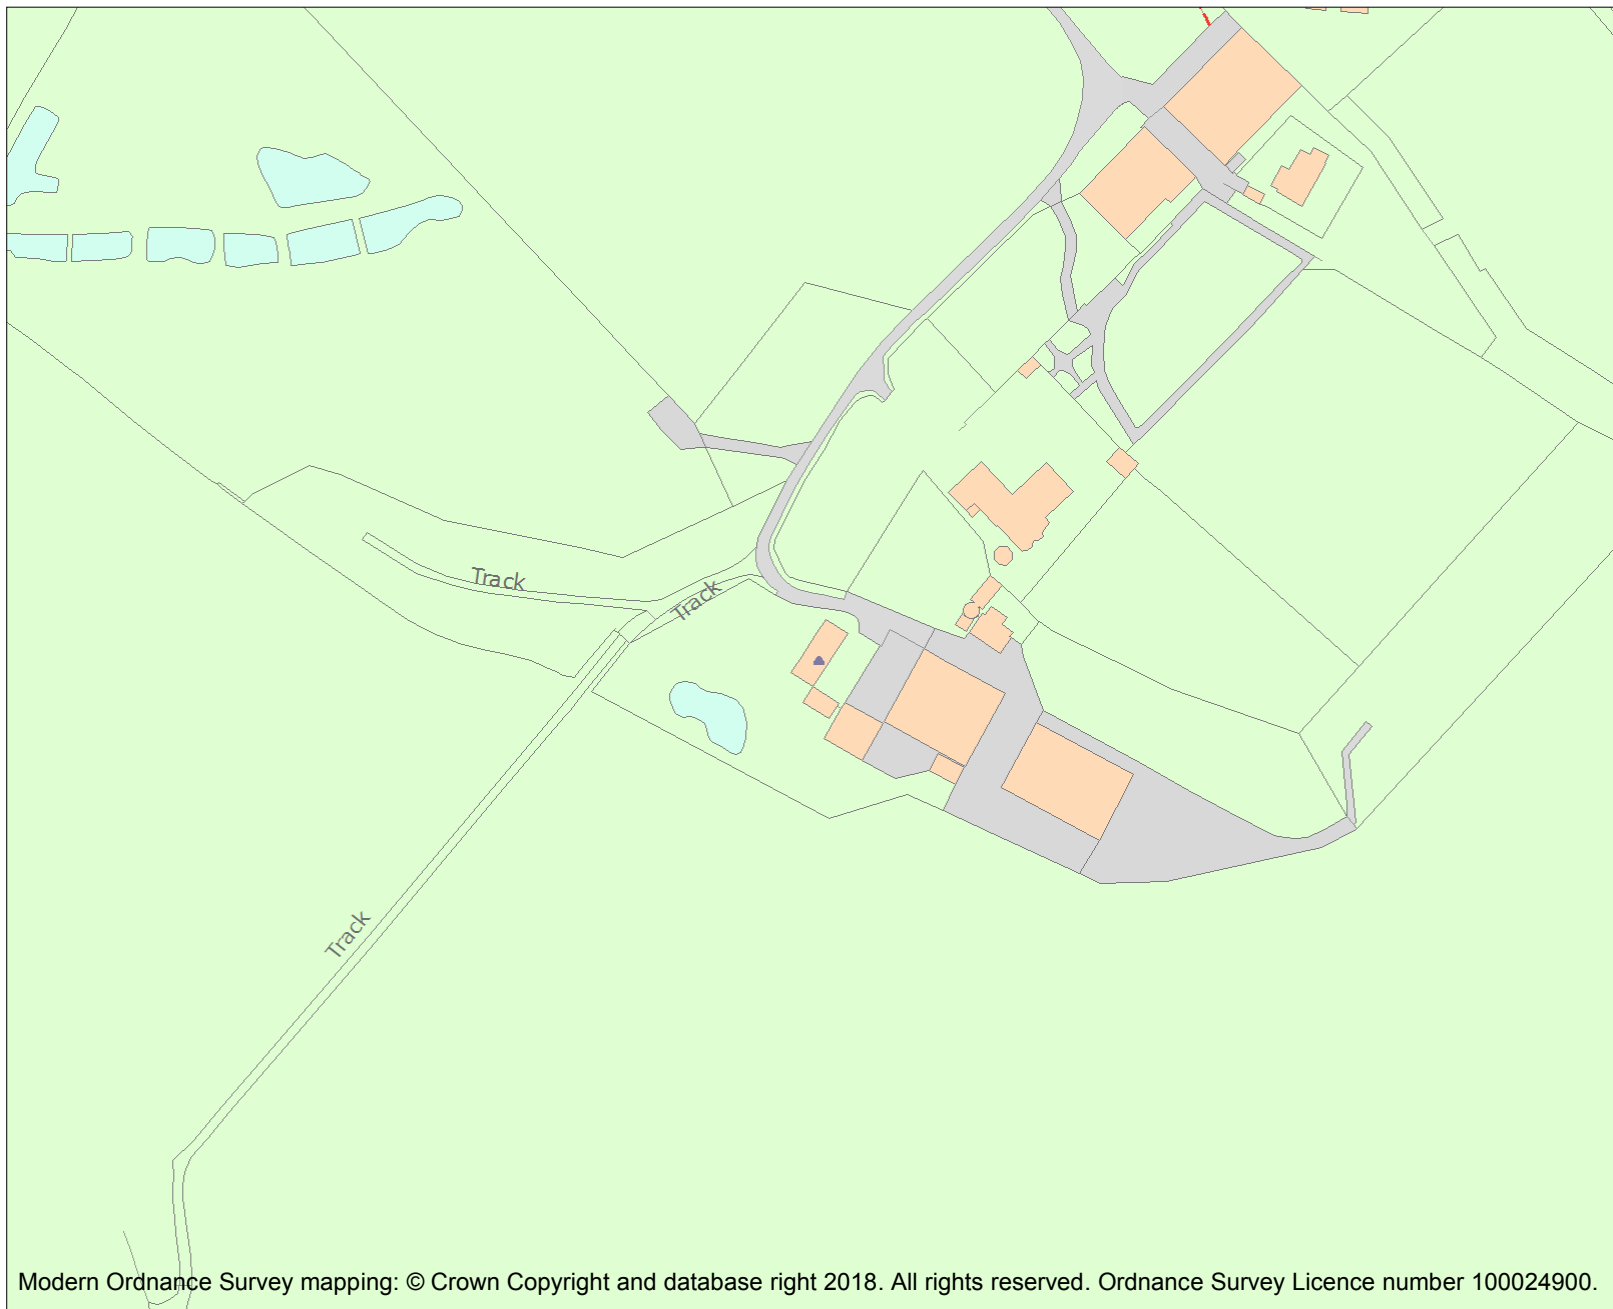 Track
Track
Track
Modern Ordnance Survey mapping: © Crown Copyright and database right 2018. All rights reserved. Ordnance Survey Licence number 100024900.